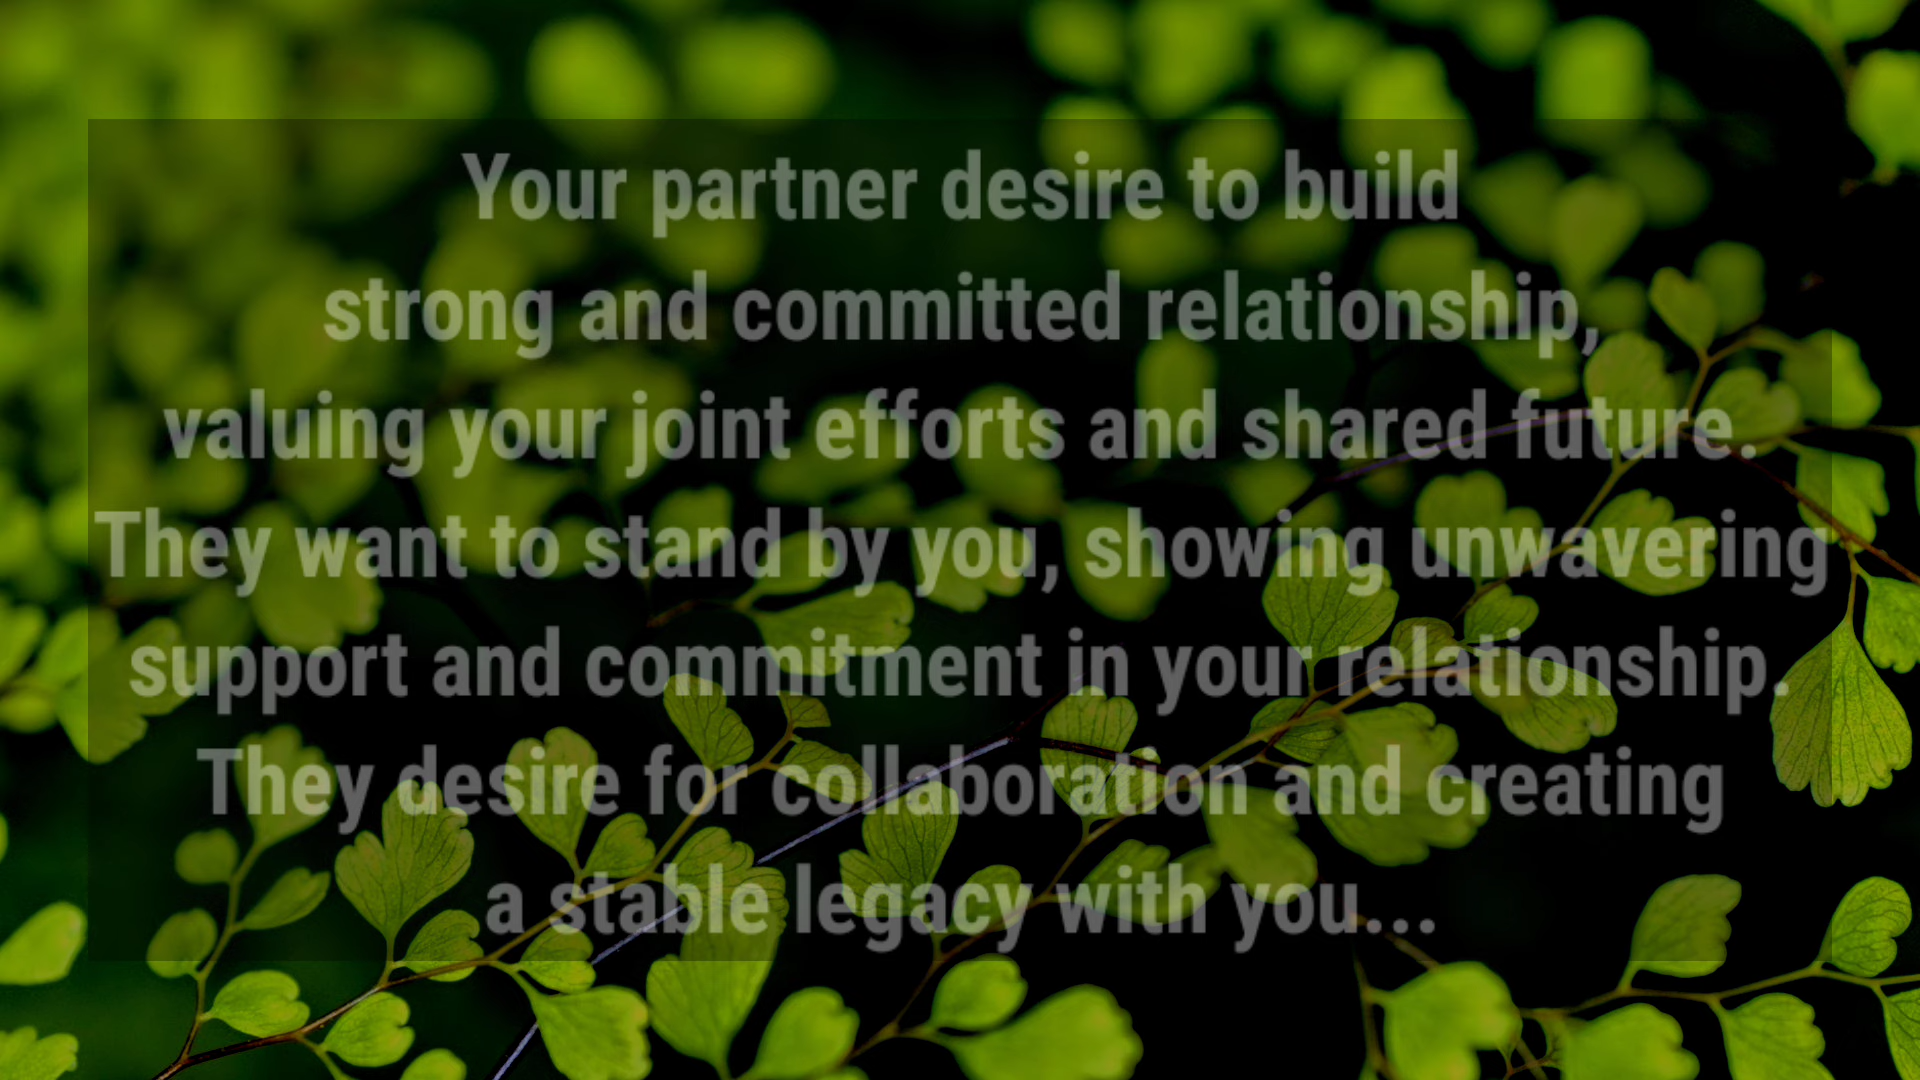 Your partner desire to build
strong and committed relationship,
valuing your joint efforts and shared future.
They want to stand by you, showing unwavering
support and commitment in your relationship.
They desire for collaboration and creating
a stable legacy with you...